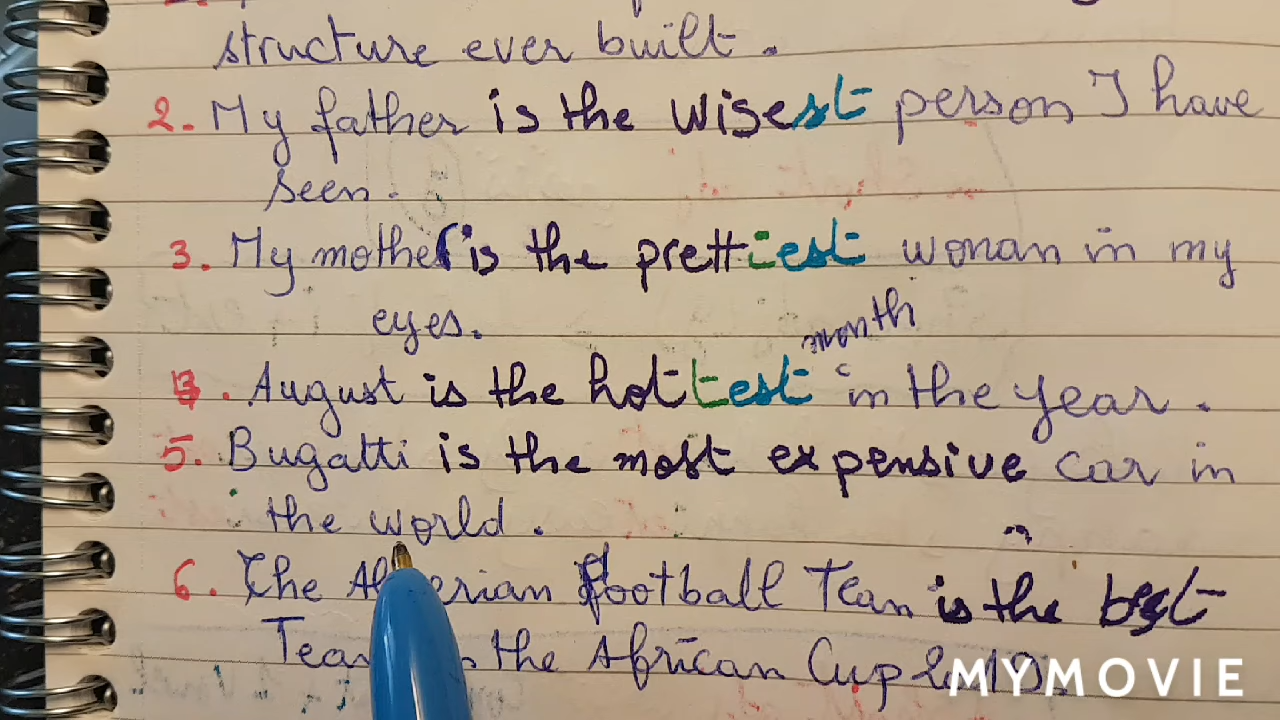 structure ever built.
2. My father is the wisest person I have
seen.
3. My mother is the prettiest woman in my
eyes.
month
4. August is the hottest in the year.
5. Bugatti is the most expensive car in
the world.
6. The football Team is the best
the African Cup
MYMOVIE